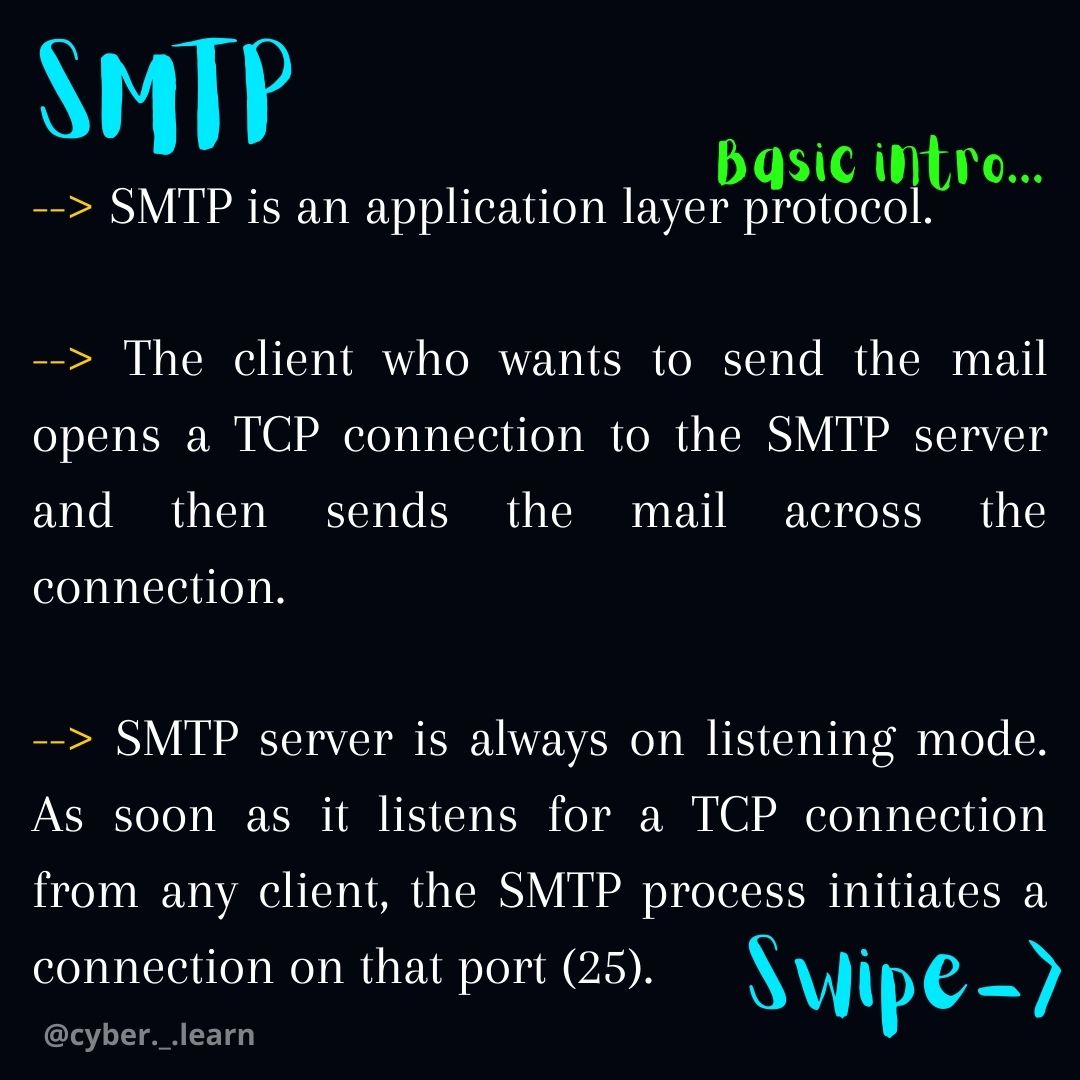 SMTP
Basic intro...
--> SMTP is an application layer protocol.
--> The client who wants to send the mail
opens a TCP connection to the SMTP server
and then sends the mail across the
connection.
--> SMTP server is always on listening mode.
As soon as it listens for a TCP connection
from any client, the SMTP process initiates a
connection on that port (25).
Swipe->
@cyber._.learn